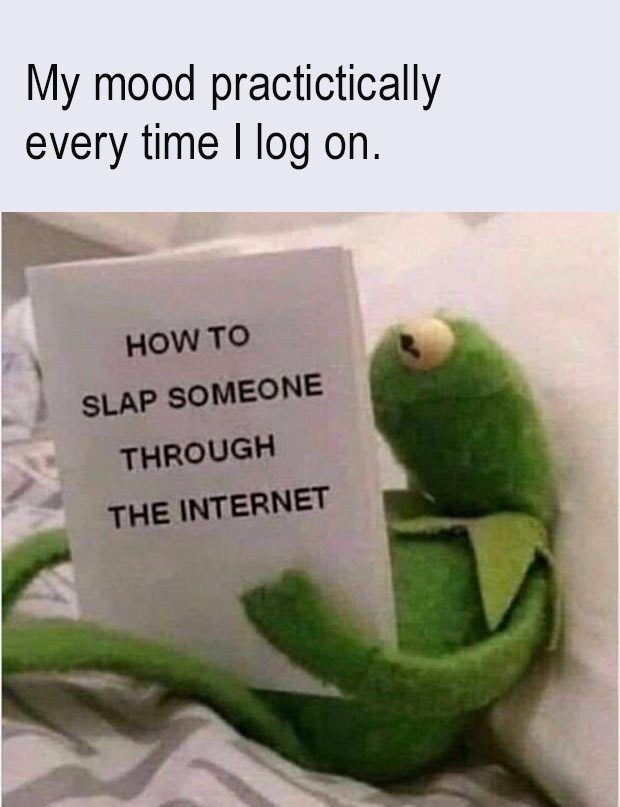 My mood practictically
every time I log on.
HOW TO
SLAP SOMEONE
THROUGH
THE INTERNET